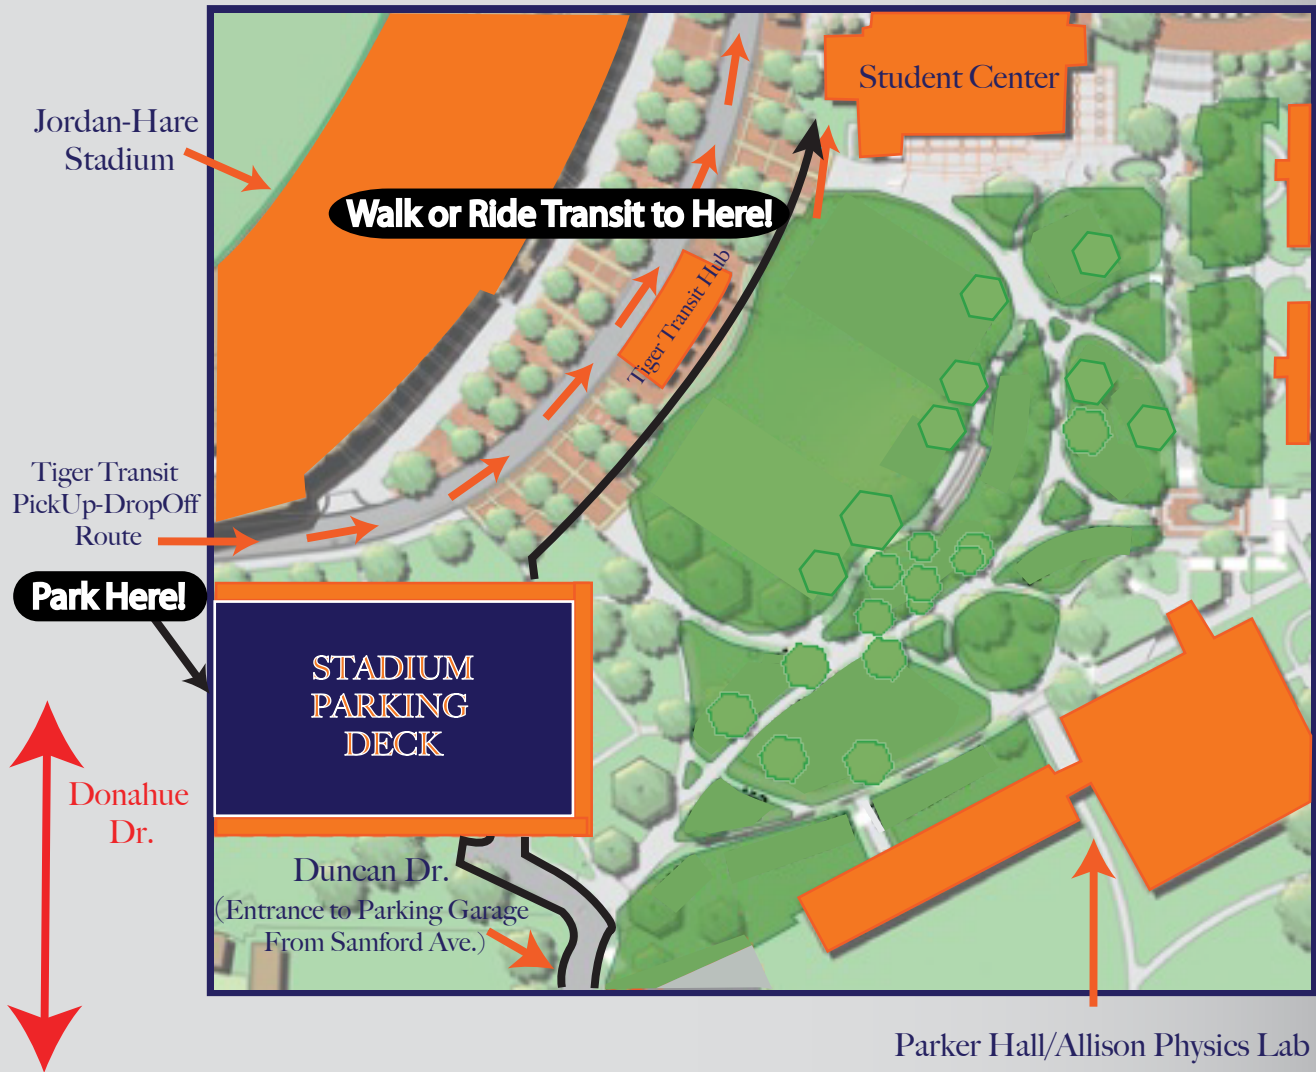 Student Center
Jordan-Hare
Stadium
Walk or Ride Transit to Here!
Tiger Transit Hub
Tiger Transit
PickUp-DropOff
Route
Park Here!
STADIUM
PARKING
DECK
Donahue
Dr.
Duncan Dr.
(Entrance to Parking Garage
From Samford Ave.)
Parker Hall/Allison Physics Lab